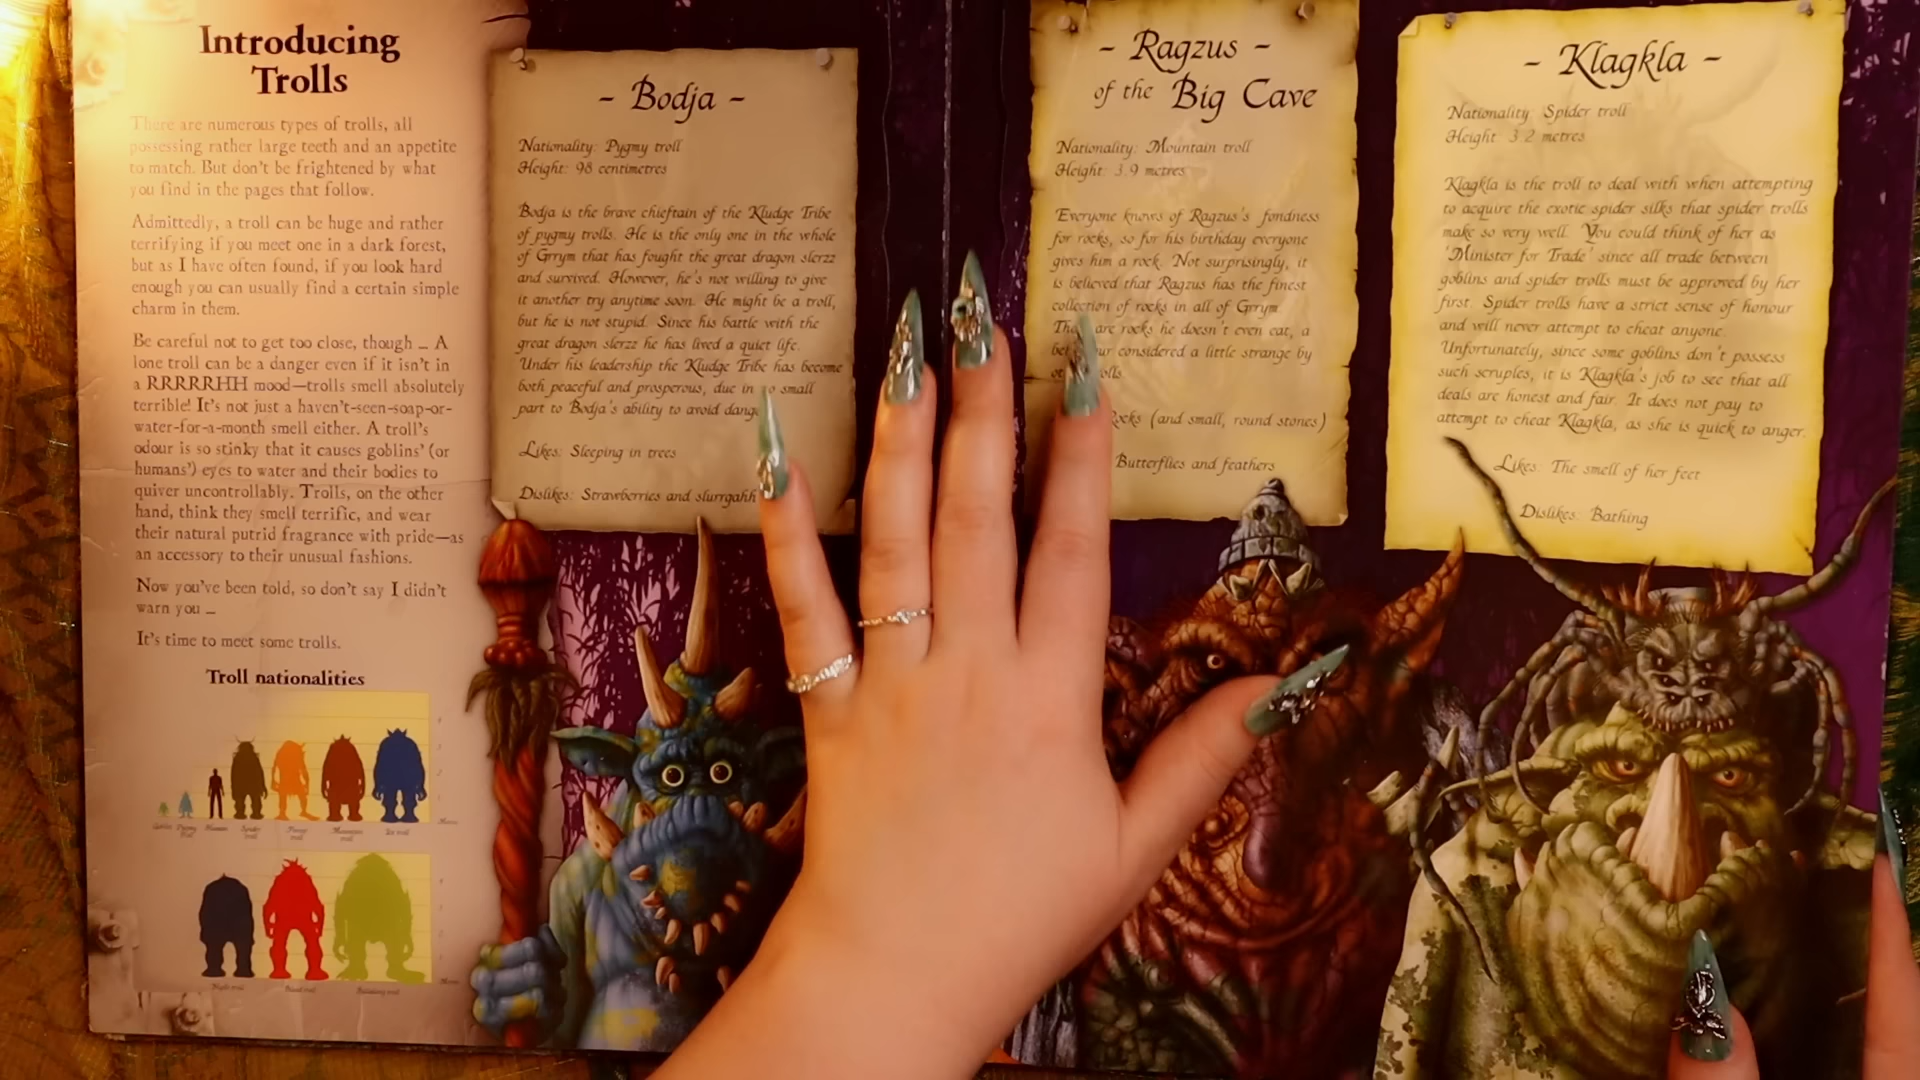 Introducing
Trolls
There are numerous types of trolls, all
possessing rather large teeth and an appetite
to match. But don't be frightened by what
you find in the pages that follow.
Admittedly, a troll can be huge and rather
terrifying if you meet one in a dark forest,
but as I have often found, if you look hard
enough you can usually find a certain simple
charm in them.
Be careful not to get too close, though ... A
lone troll can be a danger even if it isn't in
a RRRRRHH mood—trolls smell absolutely
terrible! It's not just a haven't-seen-soap-or-
water-for-a-month smell either. A troll's
odour is so stinky that it causes goblins' (or
humans') eyes to water and their bodies to
quiver uncontrollably. Trolls, on the other
hand, think they smell terrific, and wear
their natural putrid fragrance with pride—as
an accessory to their unusual fashions.
Now you've been told, so don't say I didn't
warn you ...
It's time to meet some trolls.
Troll nationalities
~ Bodja ~
Nationality: Pygmy troll
Height: 98 centimetres
Bodja is the brave chieftain of the Kludge Tribe
of pygmy trolls. He is the only one in the whole
of Grrym that has fought the great dragon slerzz
and survived. However, he's not willing to give
it another try anytime soon. He might be a troll,
but he is not stupid. Since his battle with the
great dragon slerzz he has lived a quiet life.
Under his leadership the Kludge Tribe has become
both peaceful and prosperous, due in no small
part to Bodja's ability to avoid
Likes: Sleeping in trees
Dislikes: Strawberries and slurrgahh
~ Ragzus ~
of the Big Cave
Nationality: Mountain troll
Height: 3.9 metres
Everyone knows of Ragzus's fondness
for rocks, so for his birthday everyone
gives him a rock. Not surprisingly, it
is believed that Ragzus has the finest
collection of rocks in all of Grrym.
are rocks he doesn't even eat, a
considered a little strange by
Rocks (and small, round stones)
Butterflies and feathers
~ Klagkla ~
Nationality: Spider troll
Height: 3.2 metres
Klagkla is the troll to deal with when attempting
to acquire the exotic spider silks that spider trolls
make so very well. You could think of her as
'Minister for Trade' since all trade between
goblins and spider trolls must be approved by her
first. Spider trolls have a strict sense of honour
and will never attempt to cheat anyone.
Unfortunately, since some goblins don't possess
such scruples, it is Klagkla's job to see that all
deals are honest and fair. It does not pay to
attempt to cheat Klagkla, as she is quick to anger.
Likes: The smell of her feet
Dislikes: Bathing